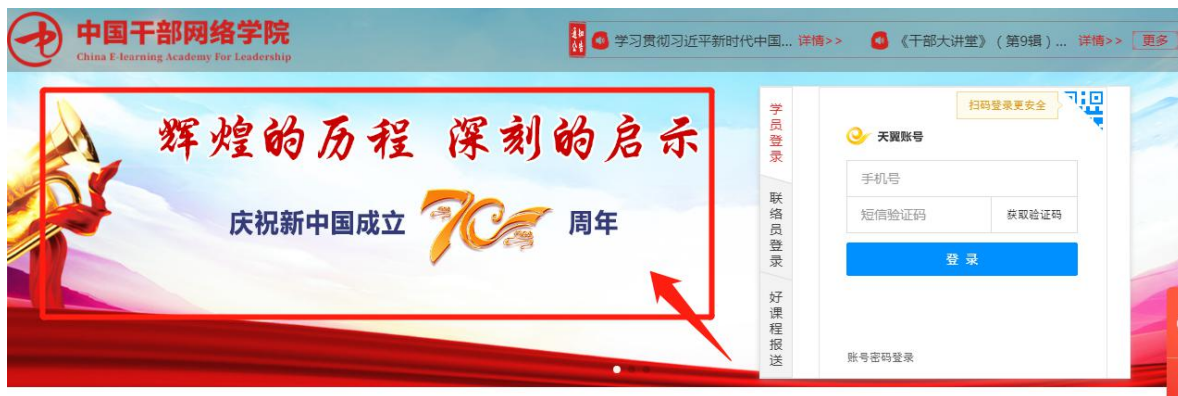 中国干部网络学院
China E-learning Academy For Leadership
通知公告
学习贯彻习近平新时代中国... 详情>>
《干部大讲堂》（第9辑）... 详情>>
更多
辉煌的历程 深刻的启示
庆祝新中国成立 70 周年
学员登录
联络员登录
好课程报送
扫码登录更安全
天翼账号
手机号
短信验证码
获取验证码
登 录
账号密码登录